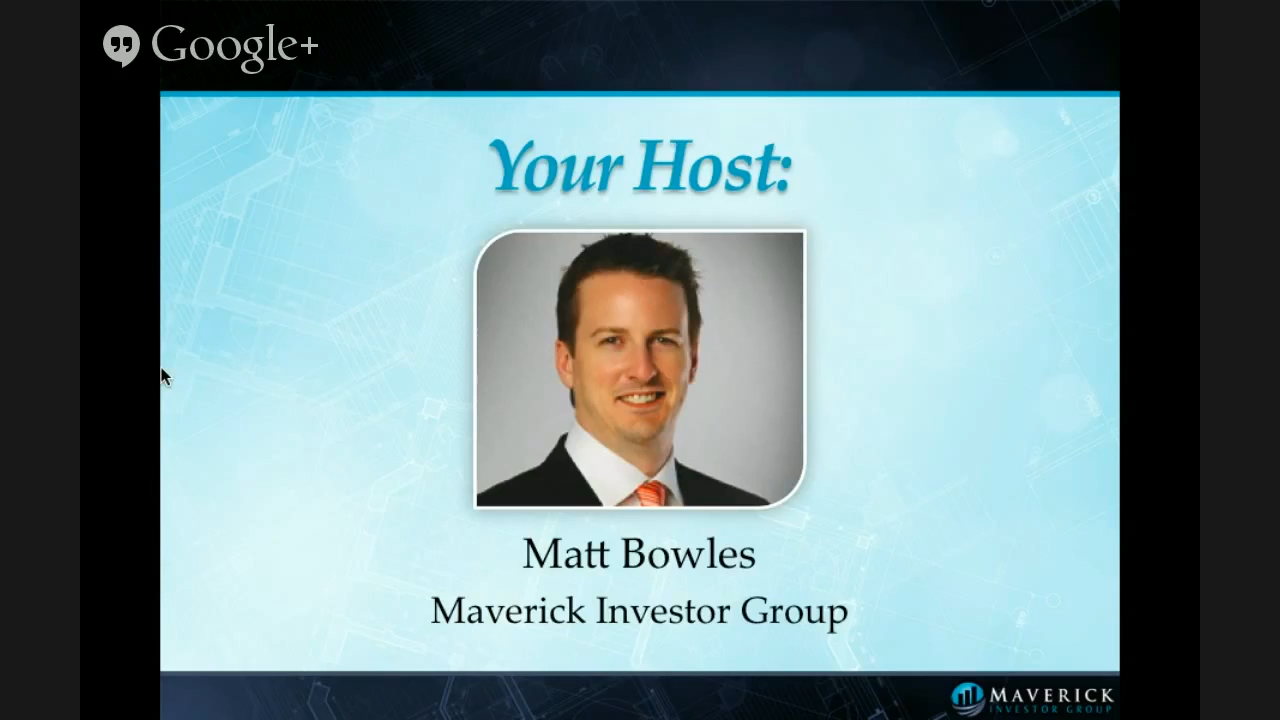 Google+
Your Host:
Matt Bowles
Maverick Investor Group
MAVERICK
INVESTOR GROUP